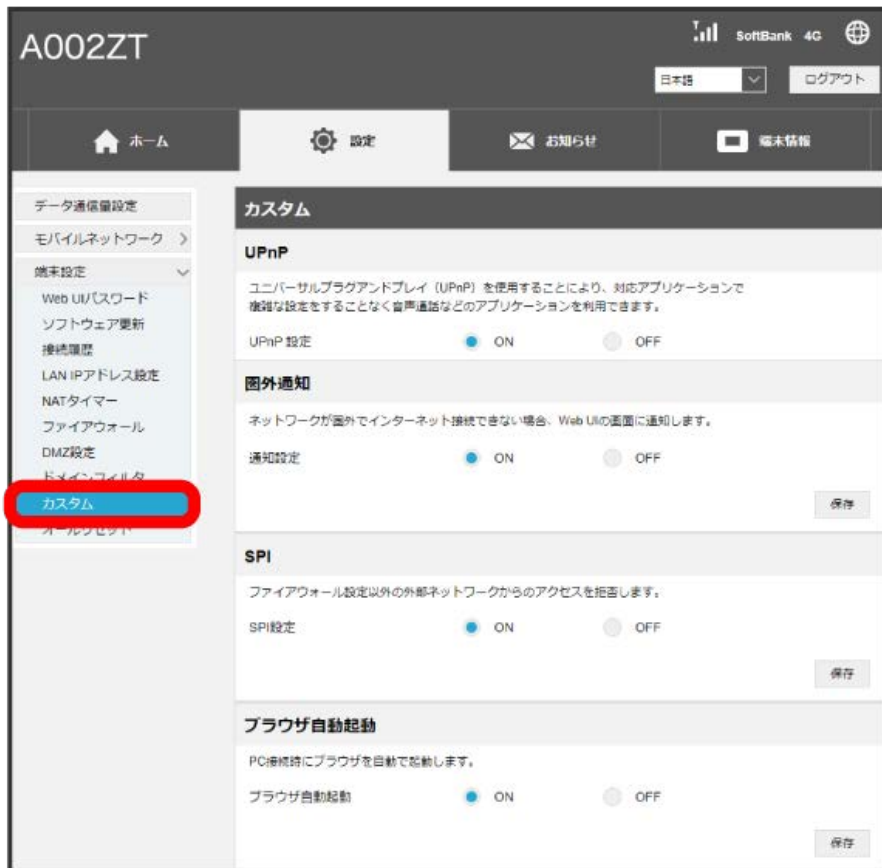 A002ZT
SoftBank 4G
日本語
ログアウト
ホーム
設定
お知らせ
端末情報
データ通信量設定
モバイルネットワーク
端末設定
Web UIパスワード
ソフトウェア更新
接続履歴
LAN IPアドレス設定
NATタイマー
ファイアウォール
DMZ設定
ドメインフィルタ
カスタム
オールリセット
カスタム
UPnP
ユニバーサルプラグアンドプレイ（UPnP）を使用することにより、対応アプリケーションで
複雑な設定をすることなく音声通話などのアプリケーションを利用できます。
UPnP 設定 ON OFF
圏外通知
ネットワークが圏外でインターネット接続できない場合、Web UIの画面に通知します。
通知設定 ON OFF
保存
SPI
ファイアウォール設定以外の外部ネットワークからのアクセスを拒否します。
SPI設定 ON OFF
保存
ブラウザ自動起動
PC接続時にブラウザを自動で起動します。
ブラウザ自動起動 ON OFF
保存